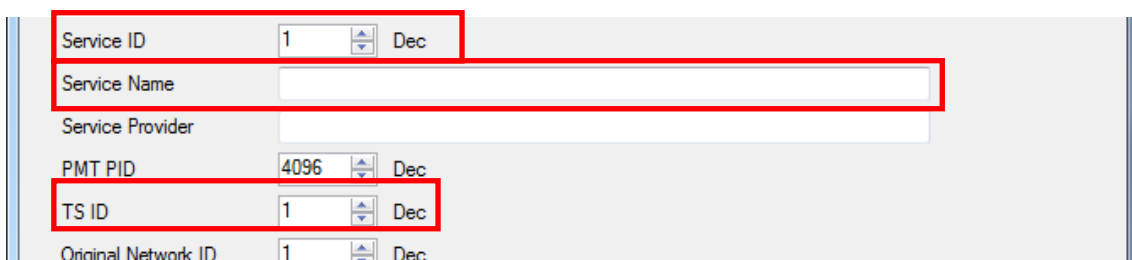 Service ID 1 Dec
Service Name
Service Provider
PMT PID 4096 Dec
TS ID 1 Dec
Original Network ID 1 Dec